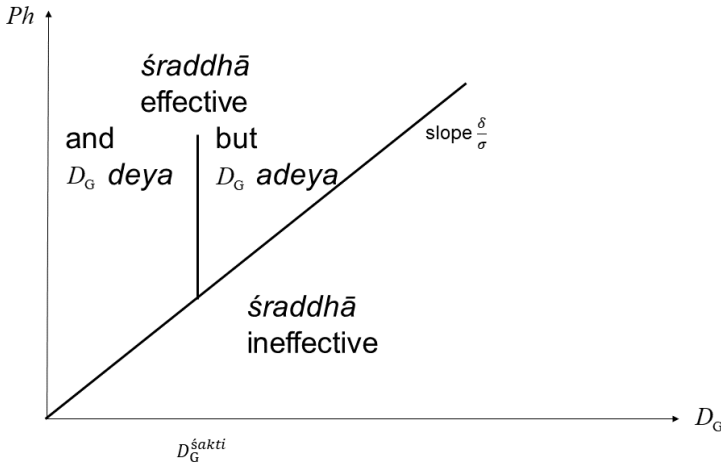 Ph
śraddhā
effective
and but
D_G deya D_G adeya
slope δ/σ
śraddhā
ineffective
D_G
D_G^śakti